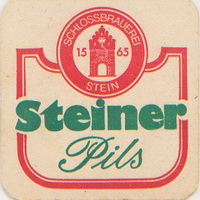 SCHLOSSBRAUEREI
15 65
STEIN
Steiner
Pils